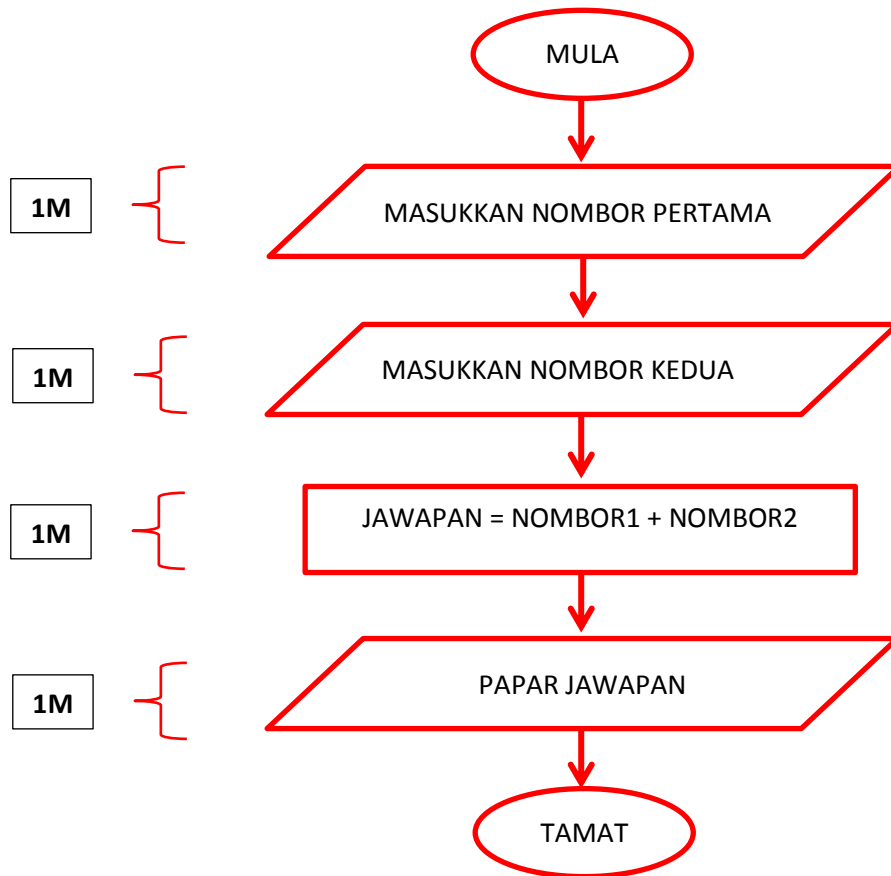 MULA
1M
MASUKKAN NOMBOR PERTAMA
1M
MASUKKAN NOMBOR KEDUA
1M
JAWAPAN = NOMBOR1 + NOMBOR2
1M
PAPAR JAWAPAN
TAMAT